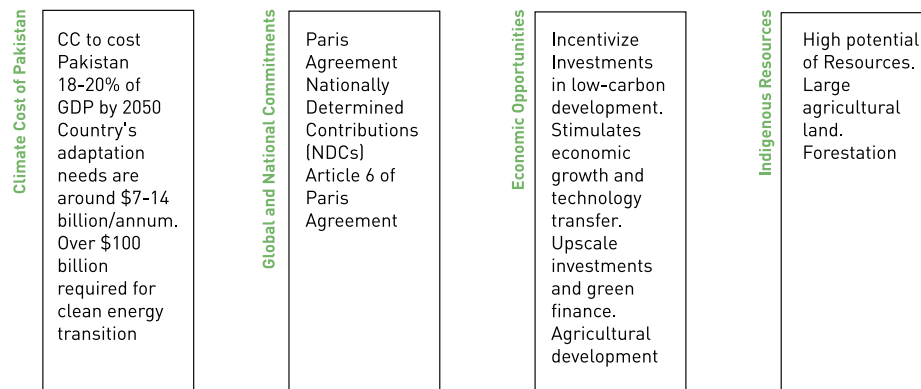 Climate Cost of Pakistan
CC to cost
Pakistan
18-20% of
GDP by 2050
Country's
adaptation
needs are
around $7-14
billion/annum.
Over $100
billion
required for
clean energy
transition
Global and National Commitments
Paris
Agreement
Nationally
Determined
Contributions
(NDCs)
Article 6 of
Paris
Agreement
Economic Opportunities
Incentivize
Investments
in low-carbon
development.
Stimulates
economic
growth and
technology
transfer.
Upscale
investments
and green
finance.
Agricultural
development
Indigenous Resources
High potential
of Resources.
Large
agricultural
land.
Forestation